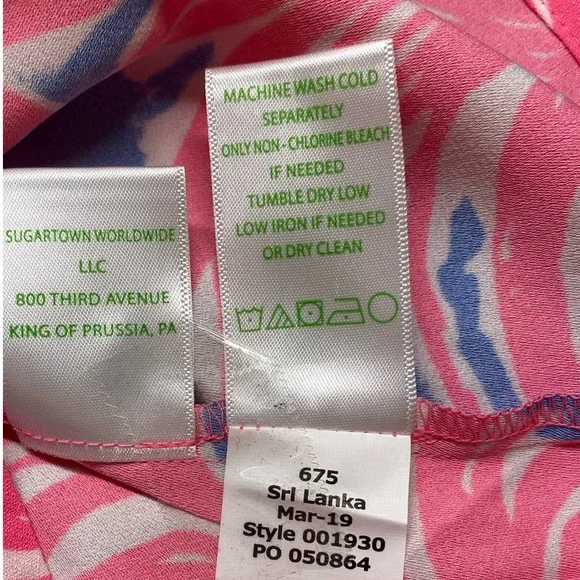 SUGARTOWN WORLDWIDE
LLC
800 THIRD AVENUE
KING OF PRUSSIA, PA
MACHINE WASH COLD
SEPARATELY
ONLY NON - CHLORINE BLEACH
IF NEEDED
TUMBLE DRY LOW
LOW IRON IF NEEDED
OR DRY CLEAN
675
Sri Lanka
Mar-19
Style 001930
PO 050864